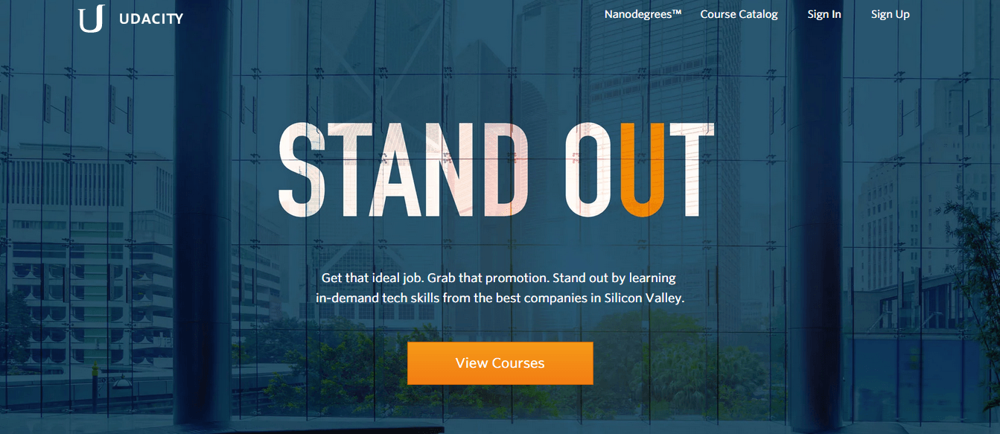 UDACITY
Nanodegrees™ Course Catalog Sign In Sign Up
STAND OUT
Get that ideal job. Grab that promotion. Stand out by learning
in-demand tech skills from the best companies in Silicon Valley.
View Courses